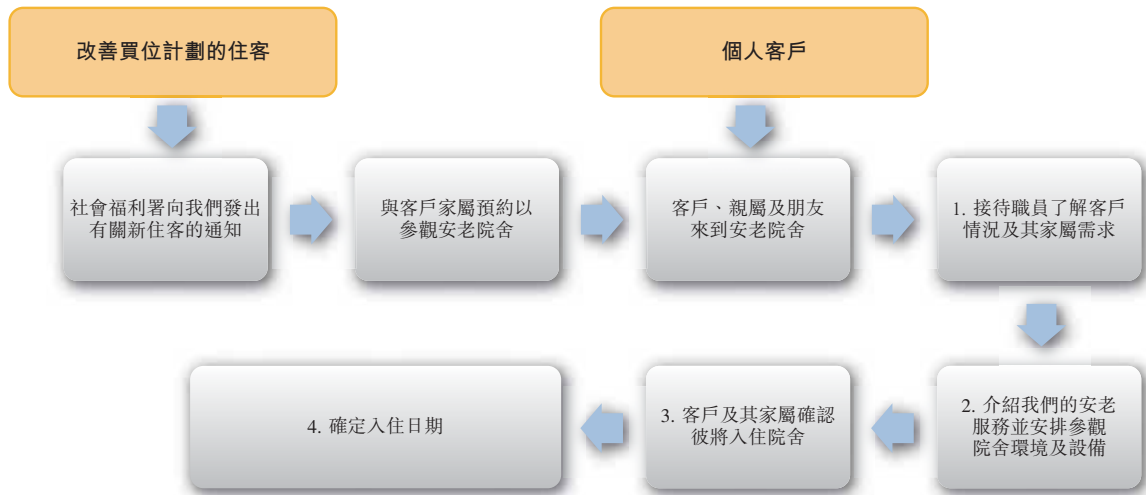 改善買位計劃的住客
個人客戶
社會福利署向我們發出
有關新住客的通知
與客戶家屬預約以
參觀安老院舍
客戶、親屬及朋友
來到安老院舍
1. 接待職員了解客戶
情況及其家屬需求
2. 介紹我們的安老
服務並安排參觀
院舍環境及設備
3. 客戶及其家屬確認
彼將入住院舍
4. 確定入住日期